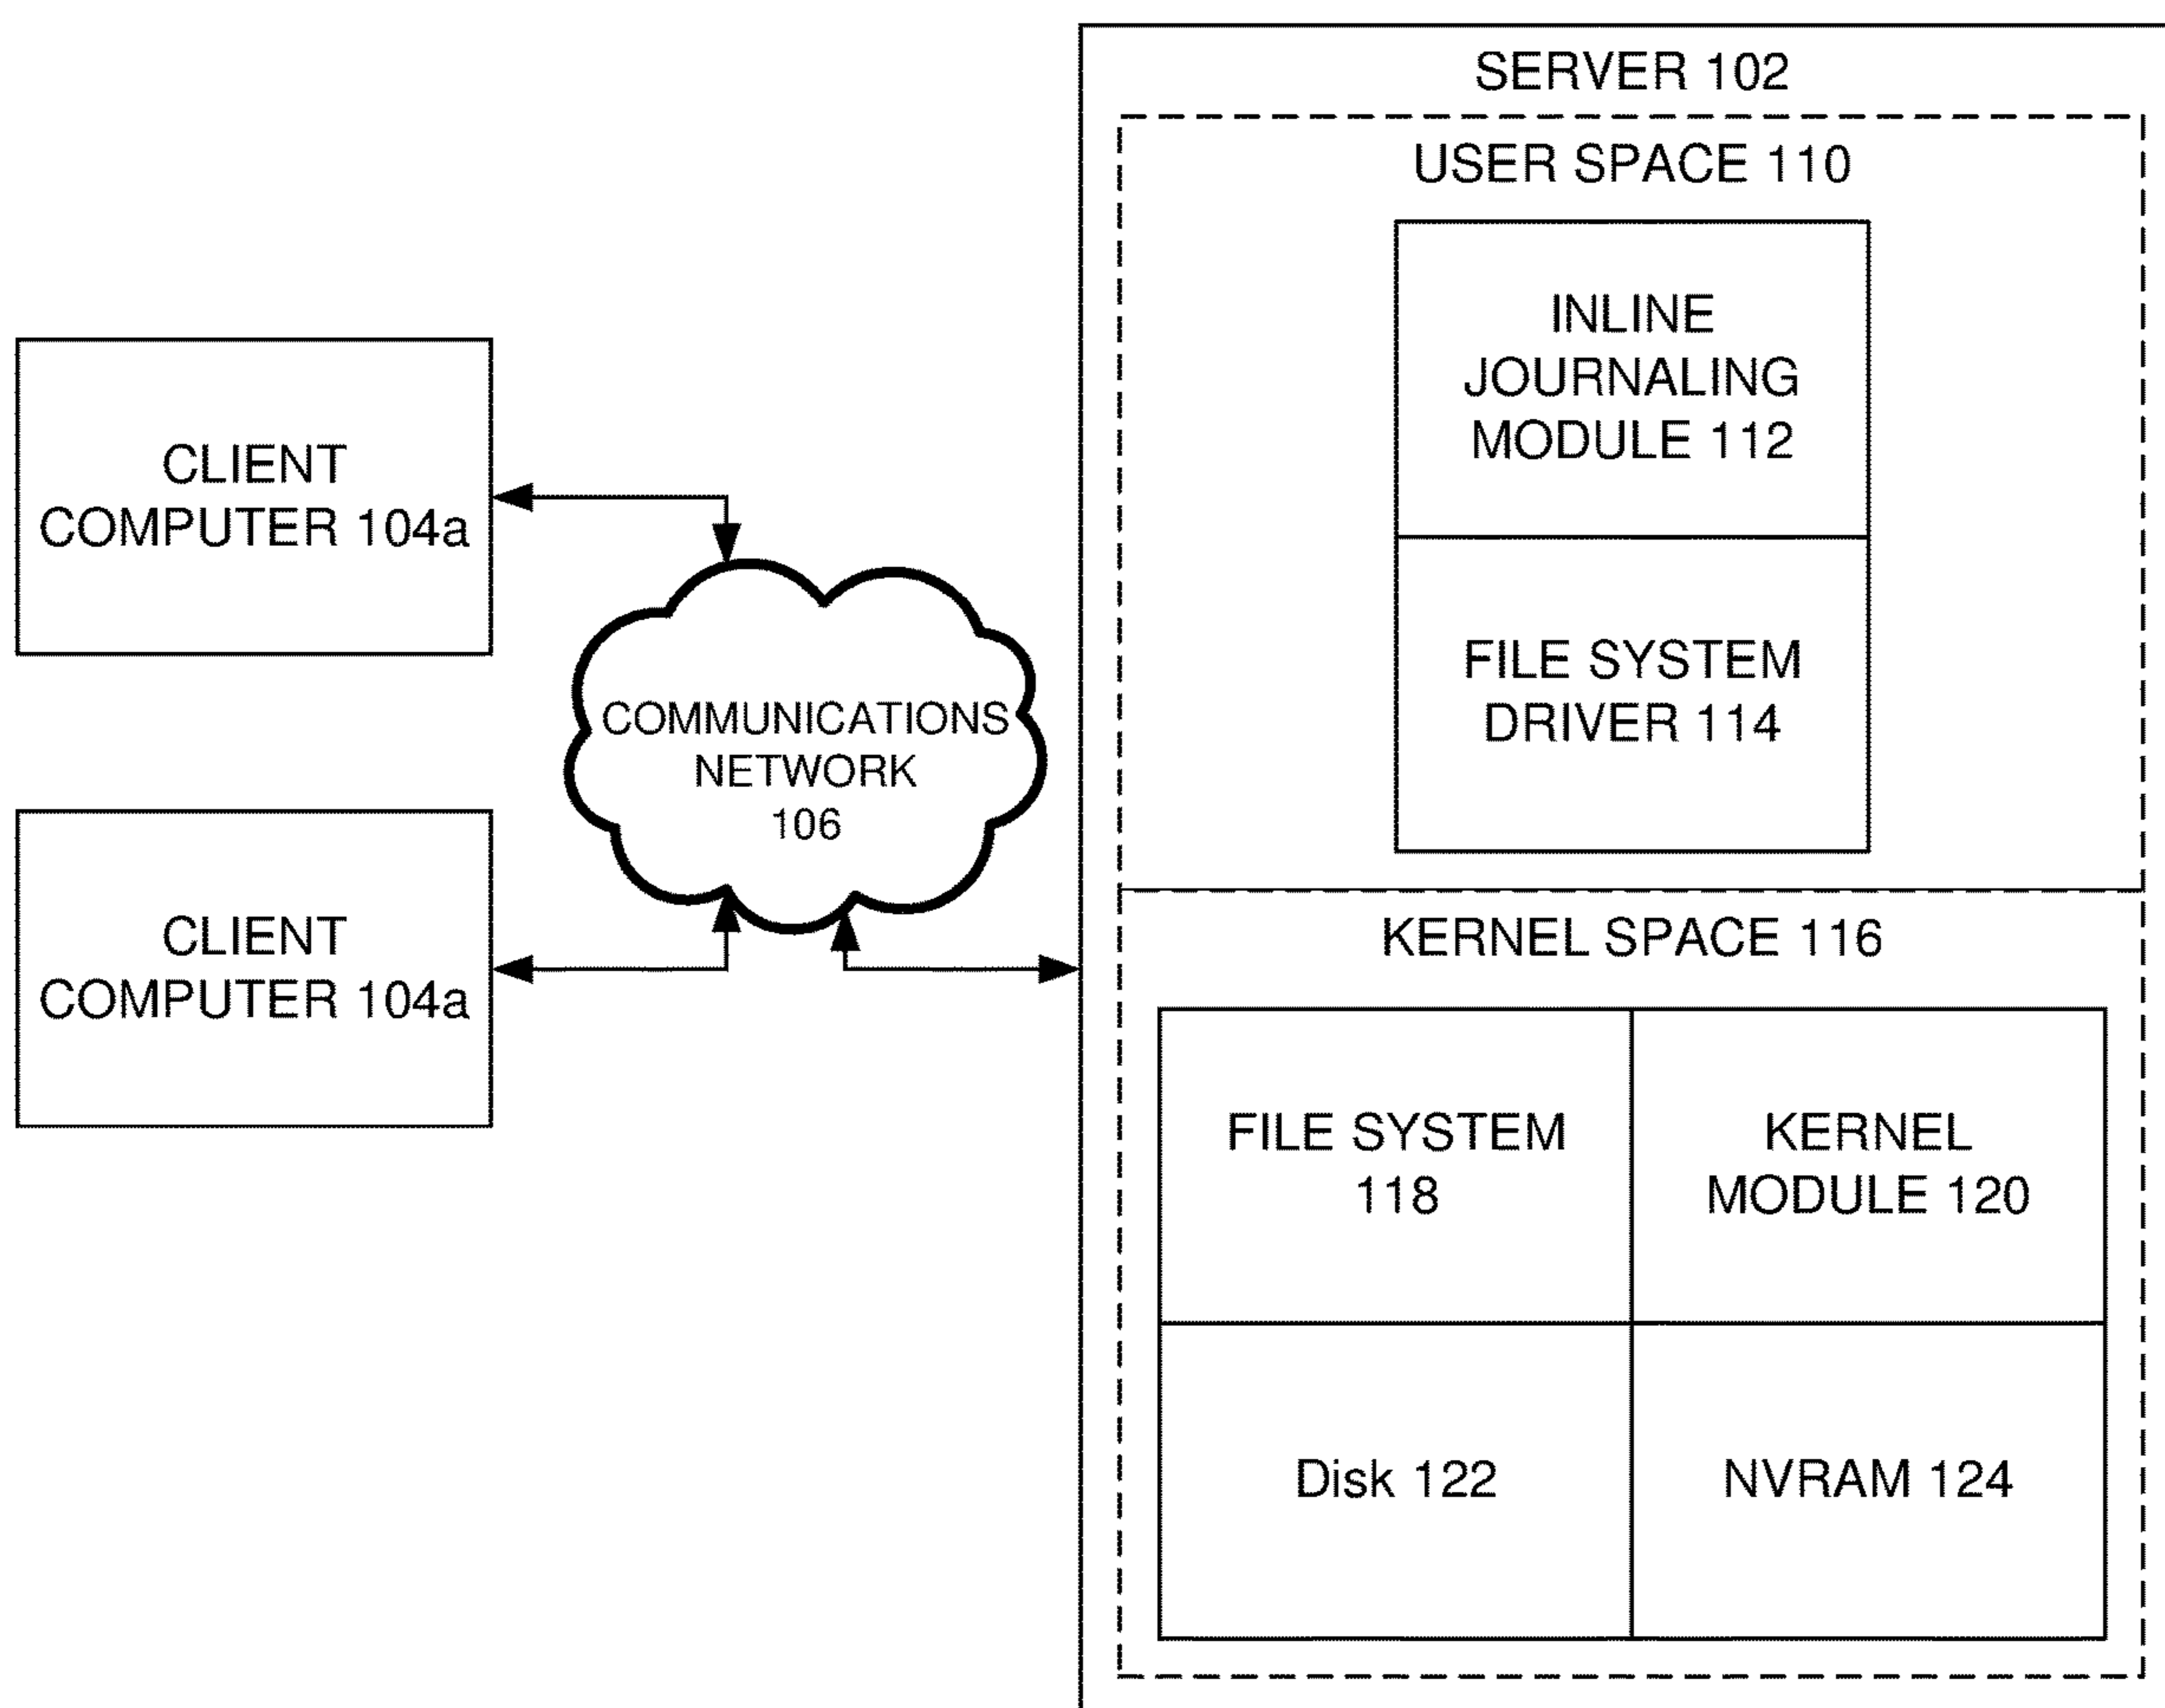 SERVER 102
USER SPACE 110
INLINE
JOURNALING
MODULE 112
FILE SYSTEM
DRIVER 114
CLIENT
COMPUTER 104a
COMMUNICATIONS
NETWORK
106
CLIENT
COMPUTER 104a
KERNEL SPACE 116
FILE SYSTEM
118
KERNEL
MODULE 120
Disk 122
NVRAM 124